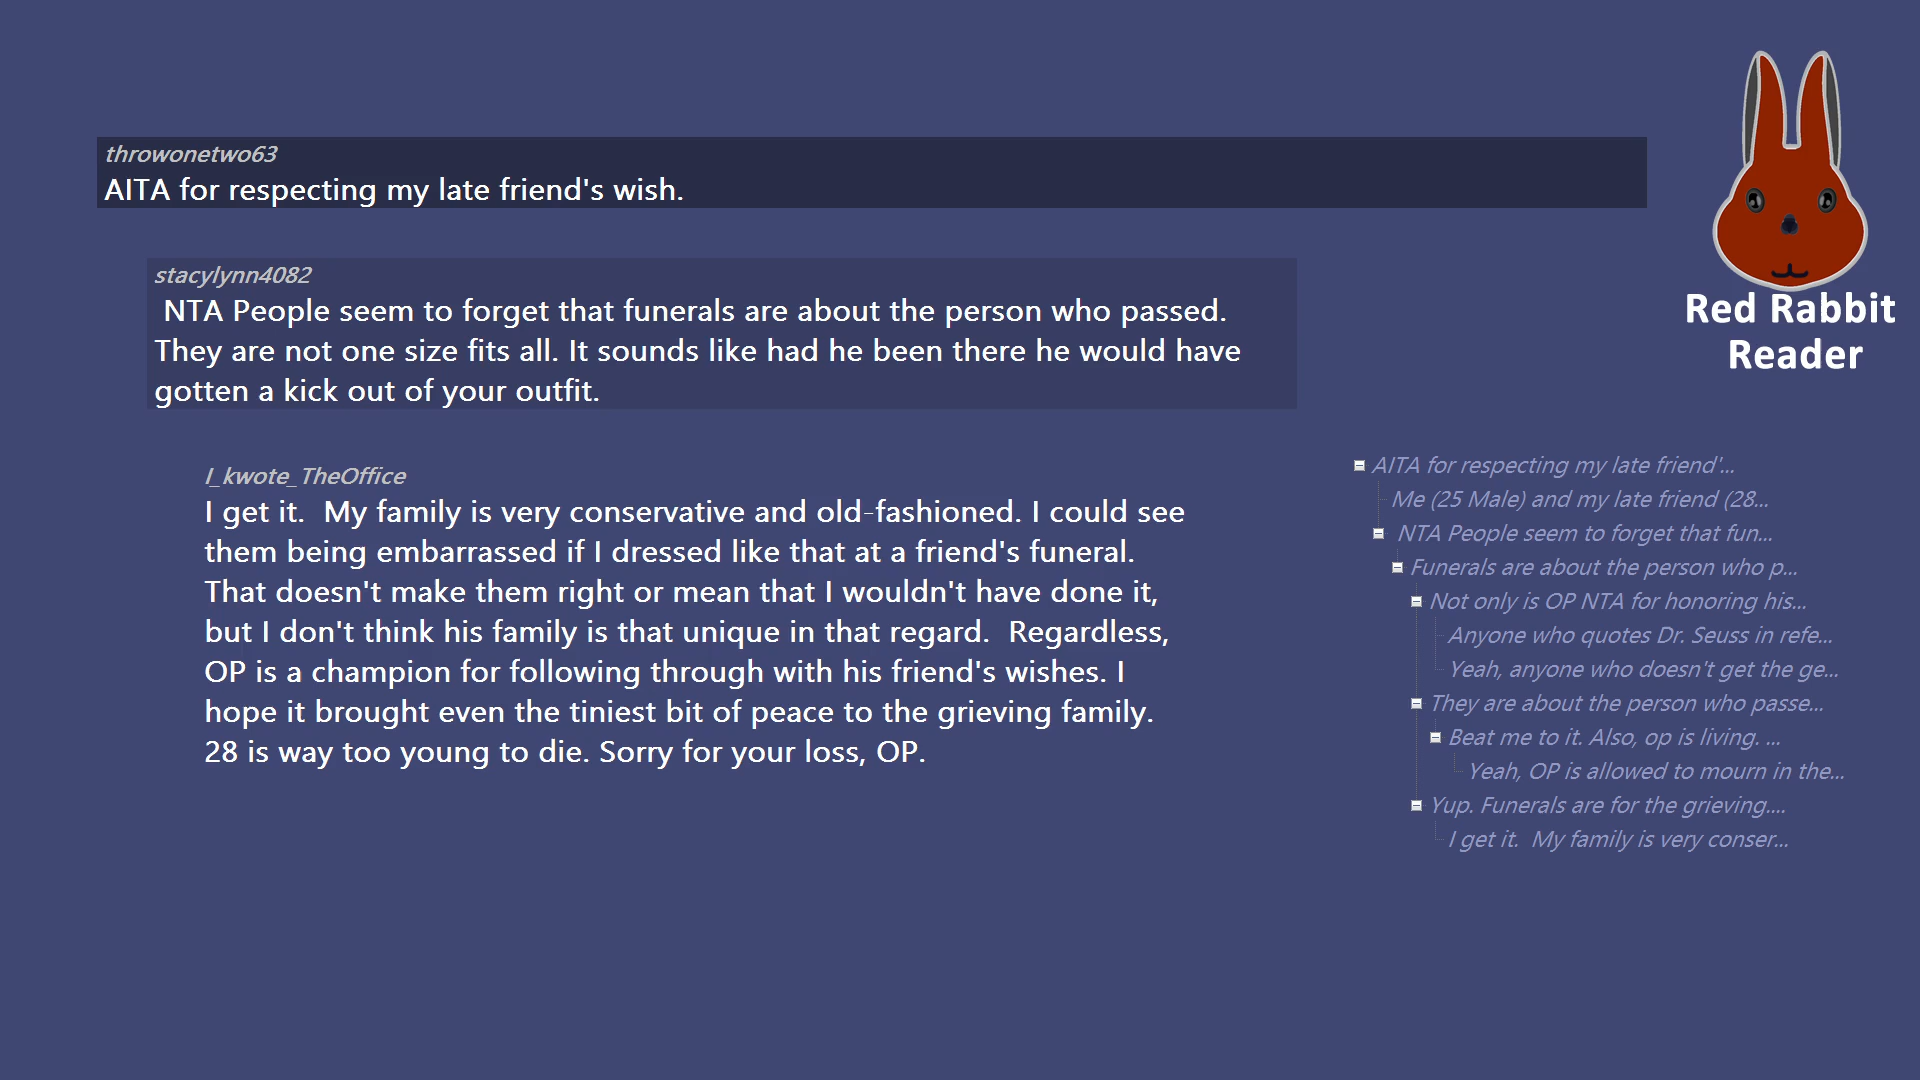 throwonetwo63
AITA for respecting my late friend's wish.
stacylynn4082
NTA People seem to forget that funerals are about the person who passed.
They are not one size fits all. It sounds like had he been there he would have
gotten a kick out of your outfit.
I_kwote_TheOffice
I get it.  My family is very conservative and old-fashioned. I could see
them being embarrassed if I dressed like that at a friend's funeral.
That doesn't make them right or mean that I wouldn't have done it,
but I don't think his family is that unique in that regard.  Regardless,
OP is a champion for following through with his friend's wishes. I
hope it brought even the tiniest bit of peace to the grieving family.
28 is way too young to die. Sorry for your loss, OP.
Red Rabbit
Reader
AITA for respecting my late friend'...
Me (25 Male) and my late friend (28...
NTA People seem to forget that fun...
Funerals are about the person who p...
Not only is OP NTA for honoring his...
Anyone who quotes Dr. Seuss in refe...
Yeah, anyone who doesn't get the ge...
They are about the person who passe...
Beat me to it. Also, op is living. ...
Yeah, OP is allowed to mourn in the...
Yup. Funerals are for the grieving....
I get it.  My family is very conser...